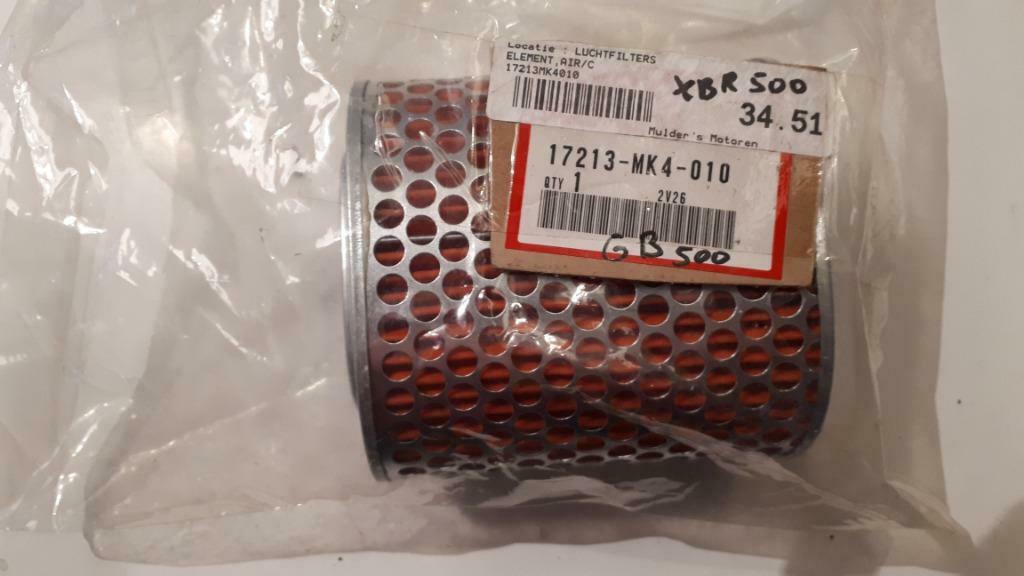 Locatie : LUCHTFILTERS
ELEMENT,AIR/C
17213MK4010
XBR 500
34.51
Mulder's Motoren
17213-MK4-010
QTY 1
2V26
GB 500